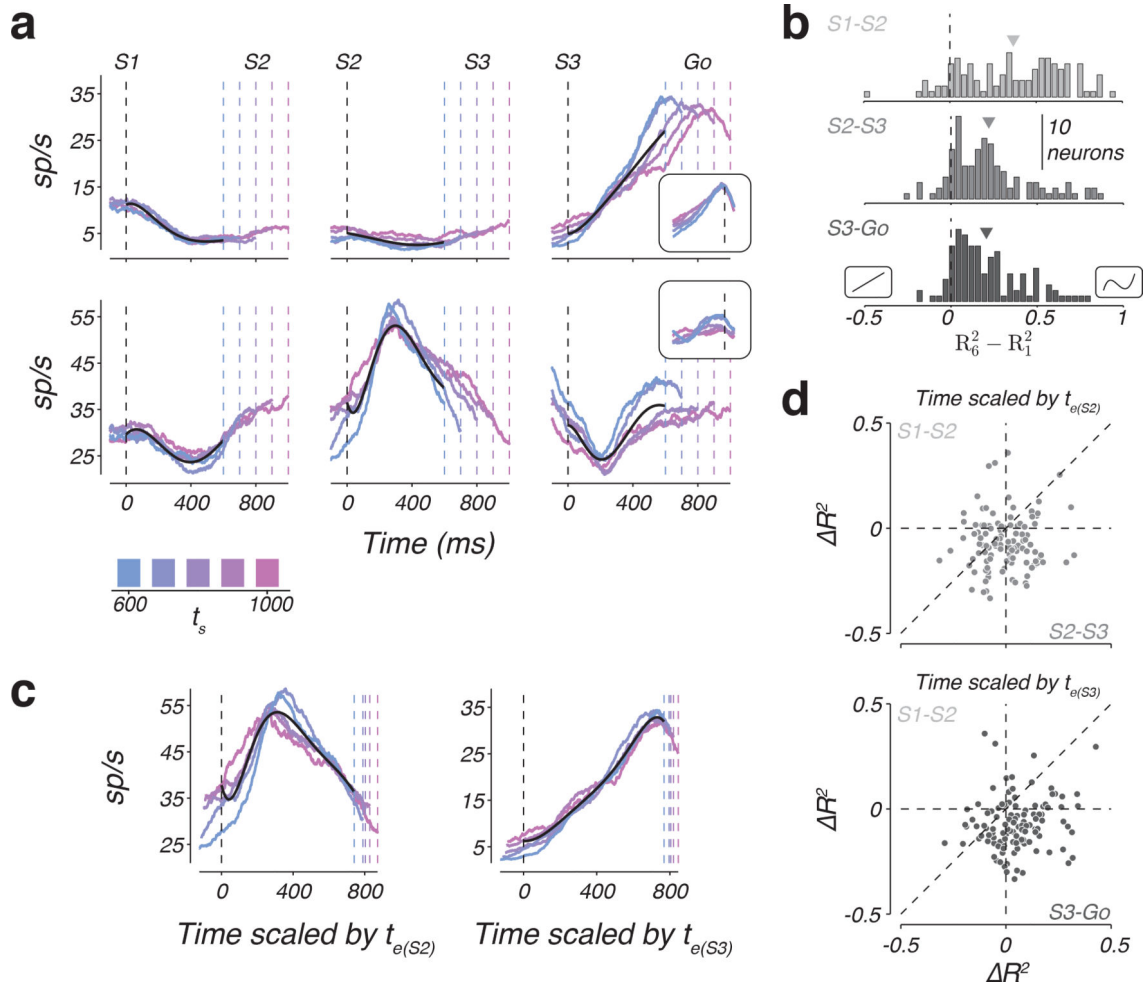 a
S1 S2 S2 S3 S3 Go
sp/s
35
25
15
5
sp/s
55
45
35
25
0 400 800 0 400 800 0 400 800
Time (ms)
600 1000
t_s
b
S1-S2
S2-S3
10
neurons
S3-Go
-0.5 0 0.5 1
R₆² − R₁²
c
sp/s
55
45
35
25
0 400 800
Time scaled by t_e(S2)
35
25
15
5
0 400 800
Time scaled by t_e(S3)
d
Time scaled by t_e(S2)
0.5
S1-S2
ΔR²
0
-0.5
S2-S3
Time scaled by t_e(S3)
0.5
S1-S2
ΔR²
0
-0.5
S3-Go
-0.5 0 0.5
ΔR²